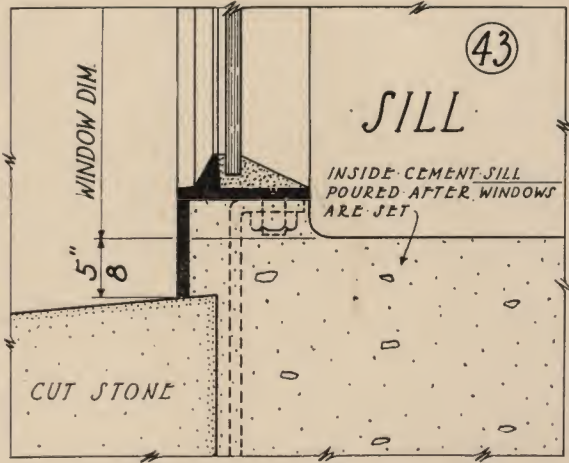 43
SILL
WINDOW DIM.
INSIDE CEMENT SILL
POURED AFTER WINDOWS
ARE SET
5"
8
CUT STONE